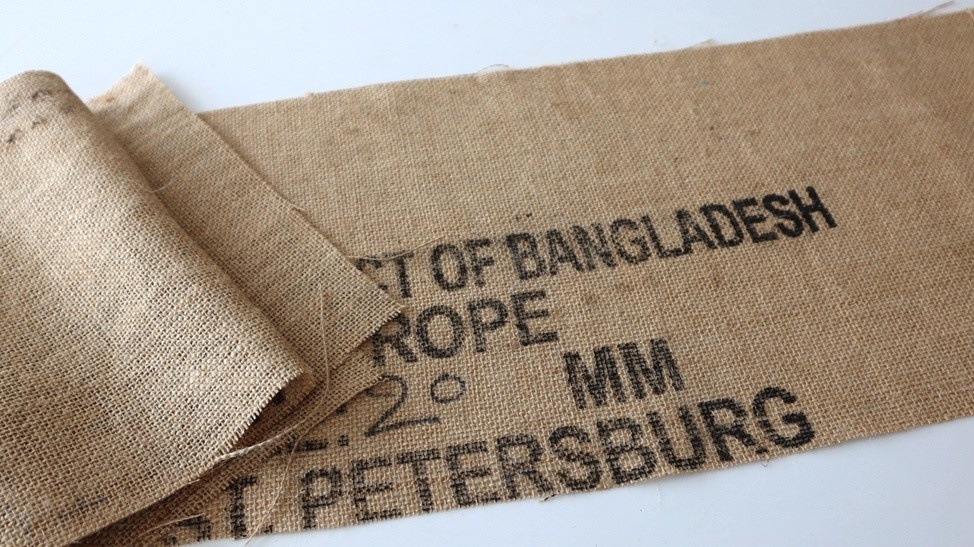 CT OF BANGLADESH
ROPE
2°
MM
T. PETERSBURG